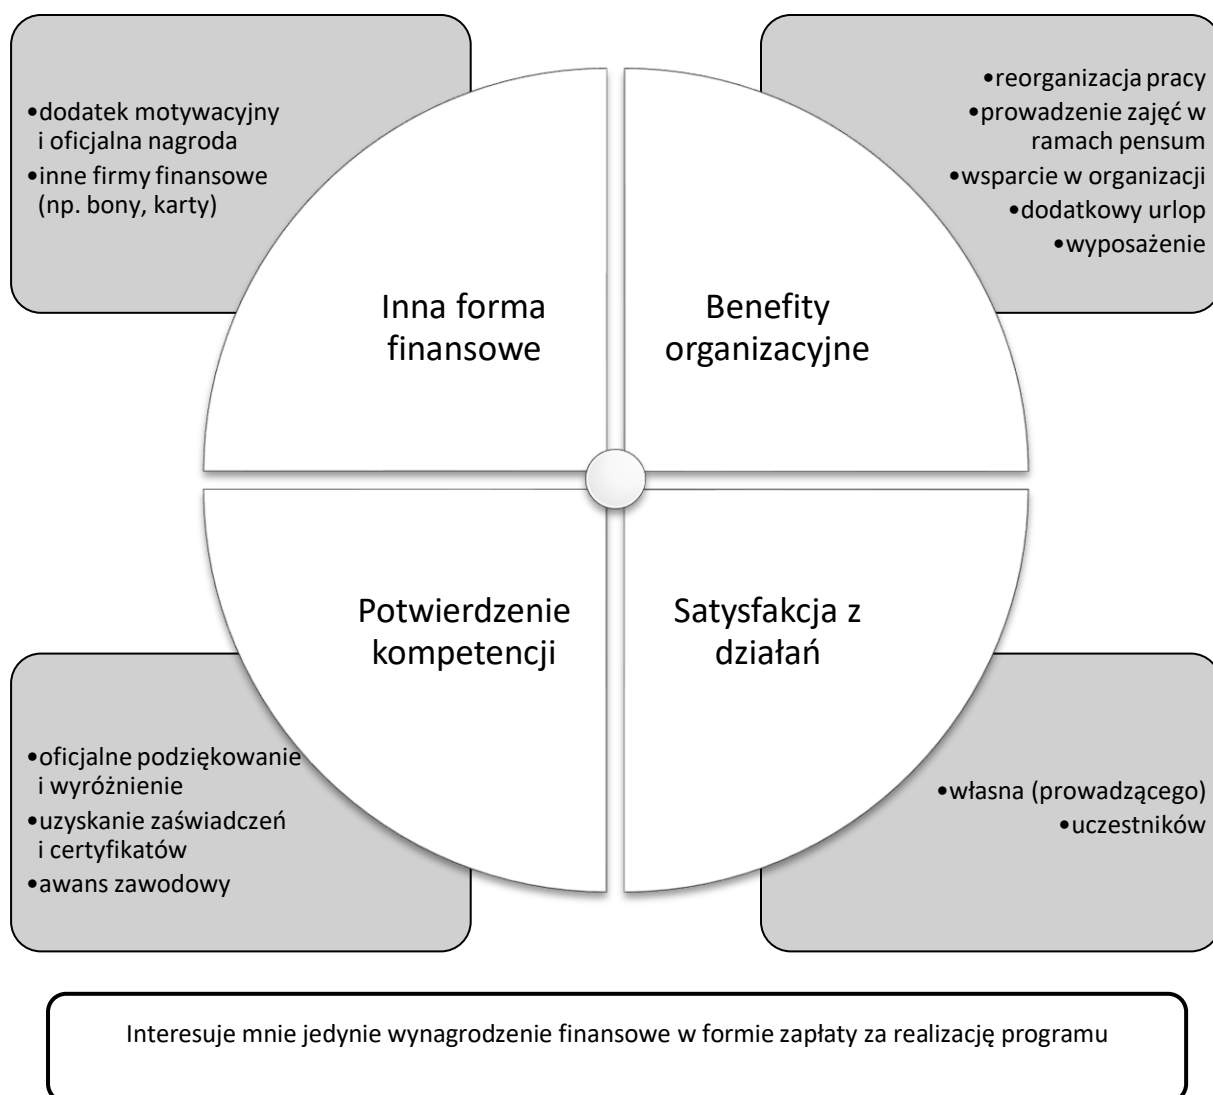 •dodatek motywacyjny
i oficjalna nagroda
•inne firmy finansowe
(np. bony, karty)
•reorganizacja pracy
•prowadzenie zajęć w
ramach pensum
•wsparcie w organizacji
•dodatkowy urlop
•wyposażenie
Inna forma
finansowe
Benefity
organizacyjne
Potwierdzenie
kompetencji
Satysfakcja z
działań
•oficjalne podziękowanie
i wyróżnienie
•uzyskanie zaświadczeń
i certyfikatów
•awans zawodowy
•własna (prowadzącego)
•uczestników
Interesuje mnie jedynie wynagrodzenie finansowe w formie zapłaty za realizację programu